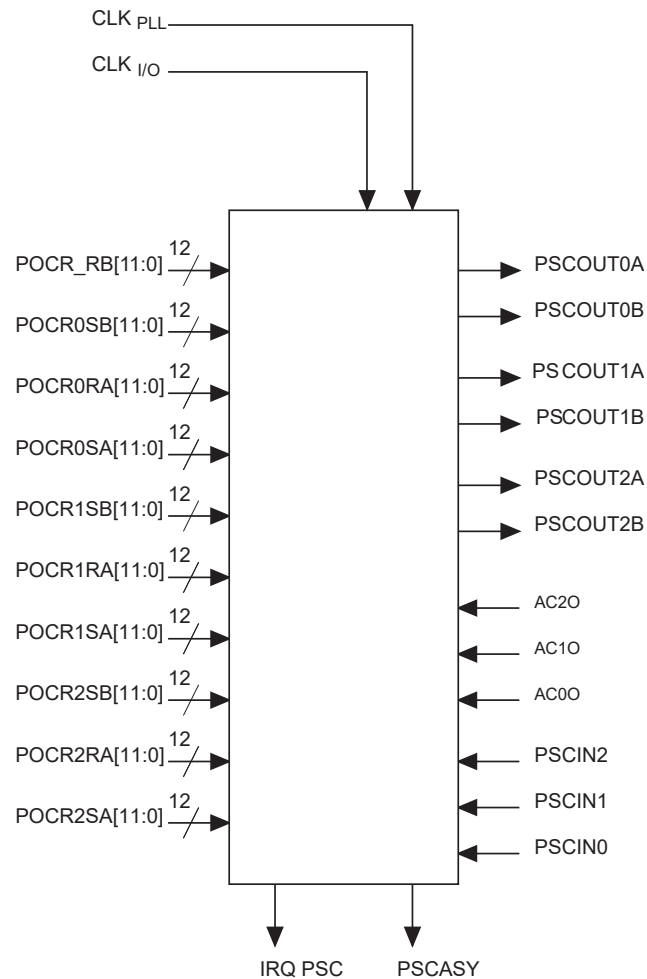 CLK PLL
CLK I/O
POCR_RB[11:0] 12
POCR0SB[11:0] 12
POCR0RA[11:0] 12
POCR0SA[11:0] 12
POCR1SB[11:0] 12
POCR1RA[11:0] 12
POCR1SA[11:0] 12
POCR2SB[11:0] 12
POCR2RA[11:0] 12
POCR2SA[11:0] 12
PSCOUT0A
PSCOUT0B
PSCOUT1A
PSCOUT1B
PSCOUT2A
PSCOUT2B
AC2O
AC1O
AC0O
PSCIN2
PSCIN1
PSCIN0
IRQ PSC
PSCASY